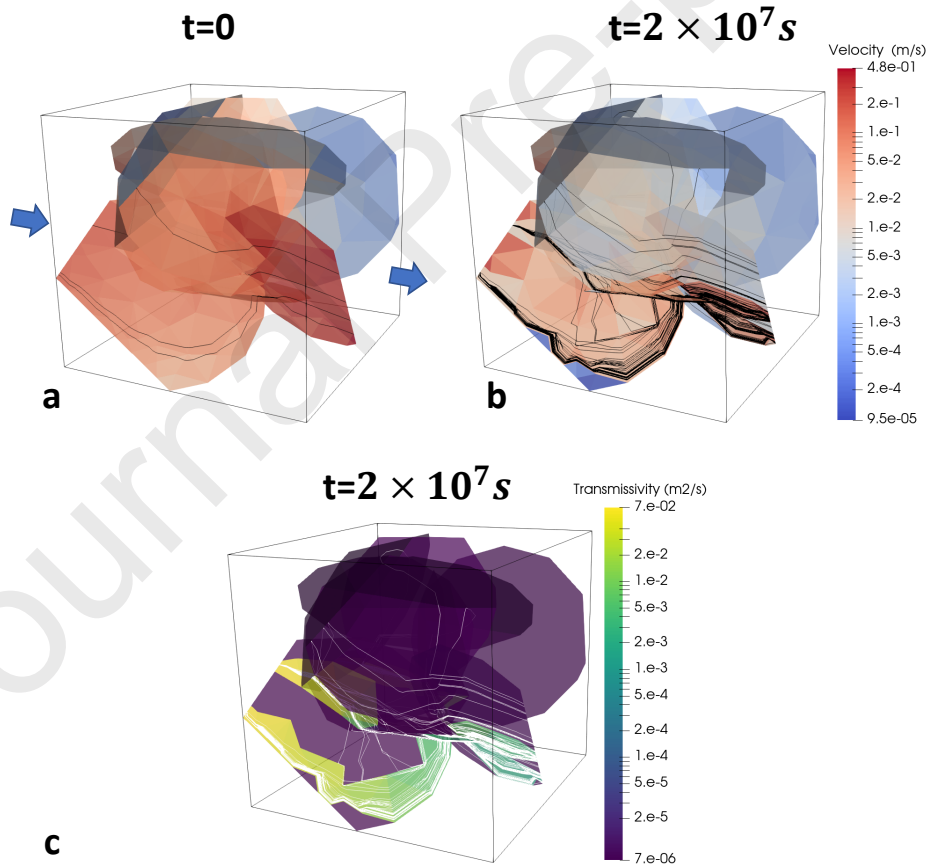 t=0
t=2 × 10⁷ s
Velocity (m/s)
4.8e-01
2.e-1
1.e-1
5.e-2
2.e-2
1.e-2
5.e-3
2.e-3
1.e-3
5.e-4
2.e-4
9.5e-05
a
b
t=2 × 10⁷ s
Transmissivity (m2/s)
7.e-02
2.e-2
1.e-2
5.e-3
2.e-3
1.e-3
5.e-4
2.e-4
1.e-4
5.e-5
2.e-5
7.e-06
c